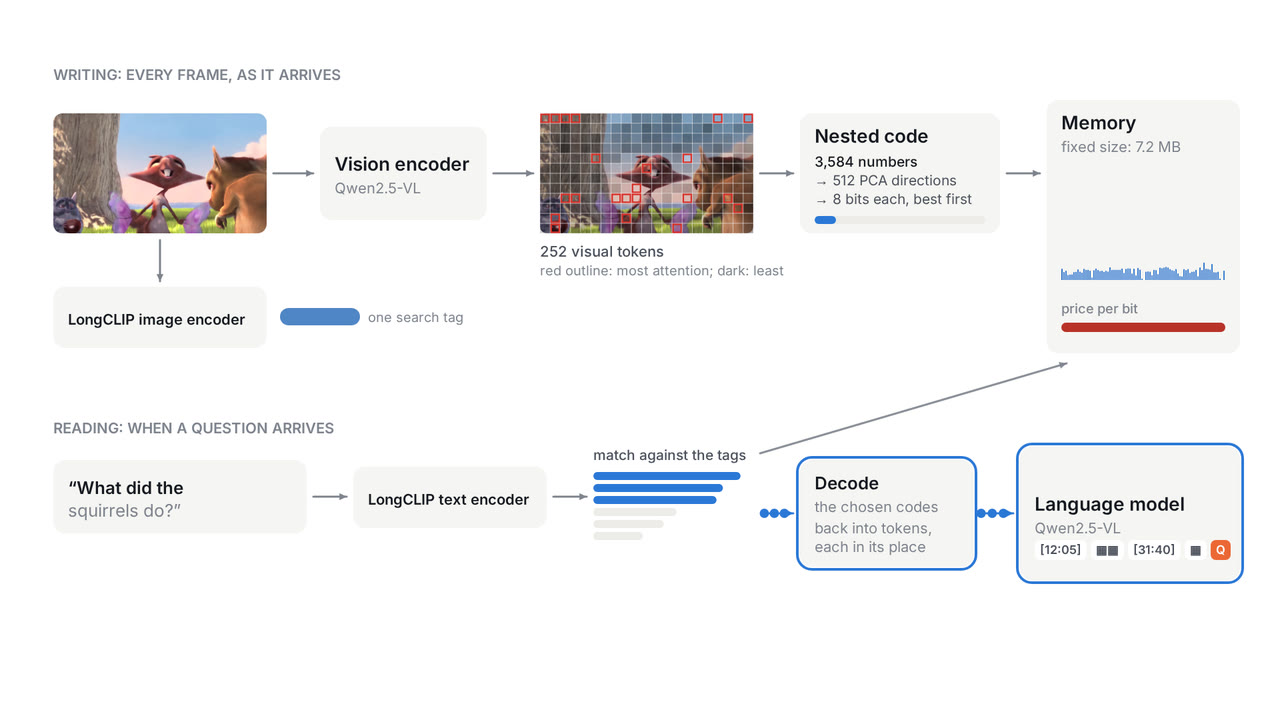 WRITING: EVERY FRAME, AS IT ARRIVES
Vision encoder
Qwen2.5-VL
252 visual tokens
red outline: most attention; dark: least
Nested code
3,584 numbers
→ 512 PCA directions
→ 8 bits each, best first
Memory
fixed size: 7.2 MB
price per bit
LongCLIP image encoder
one search tag
READING: WHEN A QUESTION ARRIVES
“What did the
squirrels do?”
LongCLIP text encoder
match against the tags
Decode
the chosen codes
back into tokens,
each in its place
Language model
Qwen2.5-VL
[12:05] [31:40] Q